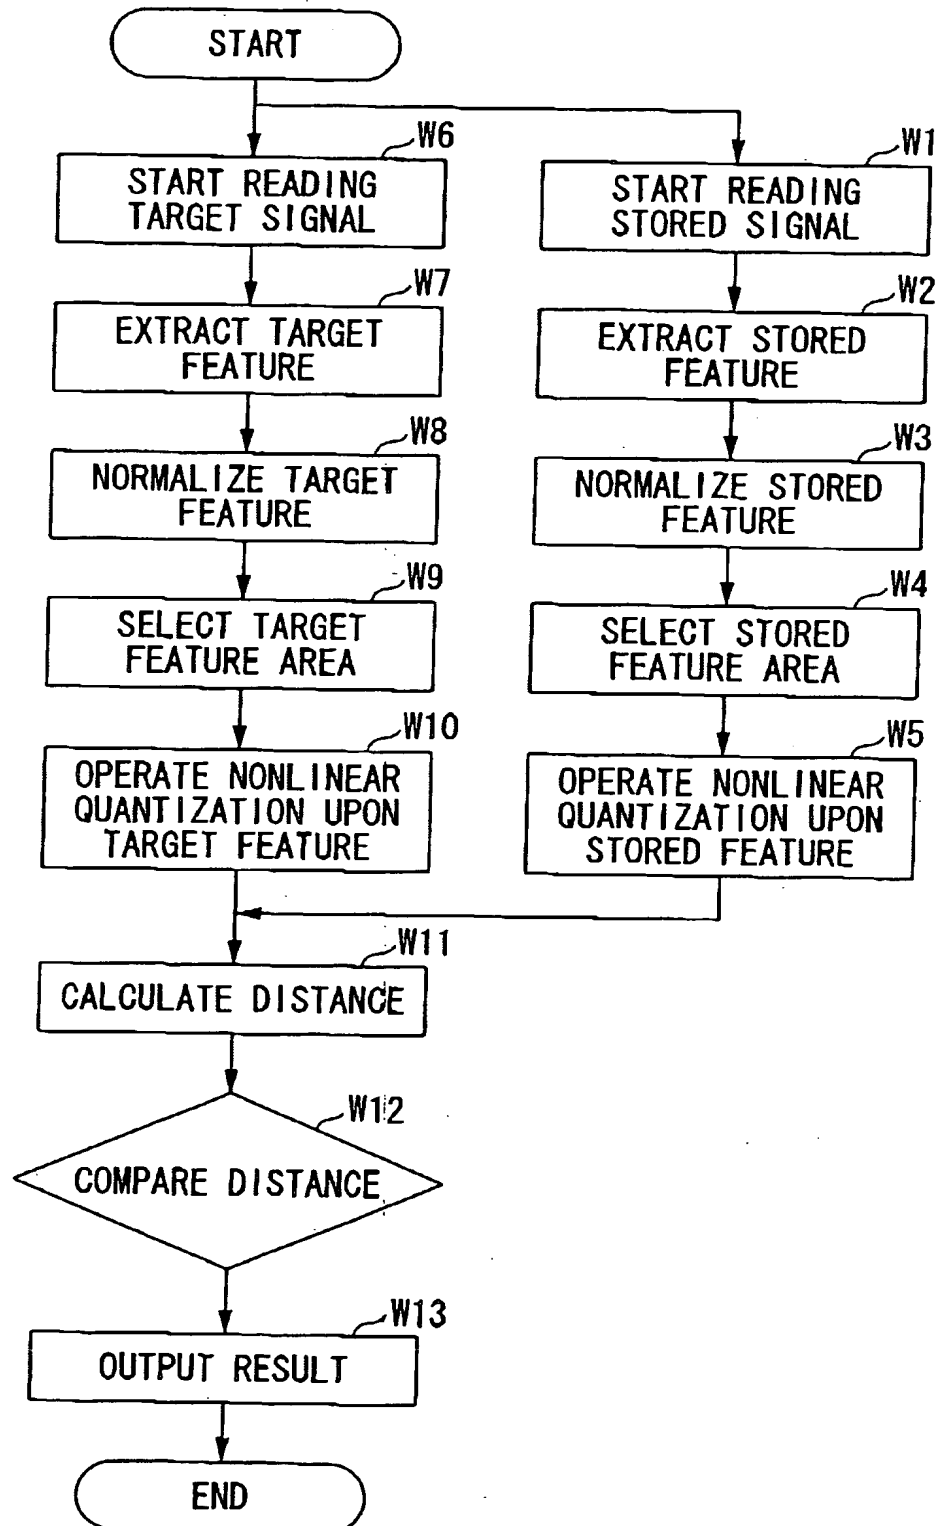 START
W6
START READING
TARGET SIGNAL
W7
EXTRACT TARGET
FEATURE
W8
NORMALIZE TARGET
FEATURE
W9
SELECT TARGET
FEATURE AREA
W10
OPERATE NONLINEAR
QUANTIZATION UPON
TARGET FEATURE
W1
START READING
STORED SIGNAL
W2
EXTRACT STORED
FEATURE
W3
NORMALIZE STORED
FEATURE
W4
SELECT STORED
FEATURE AREA
W5
OPERATE NONLINEAR
QUANTIZATION UPON
STORED FEATURE
W11
CALCULATE DISTANCE
W12
COMPARE DISTANCE
W13
OUTPUT RESULT
END